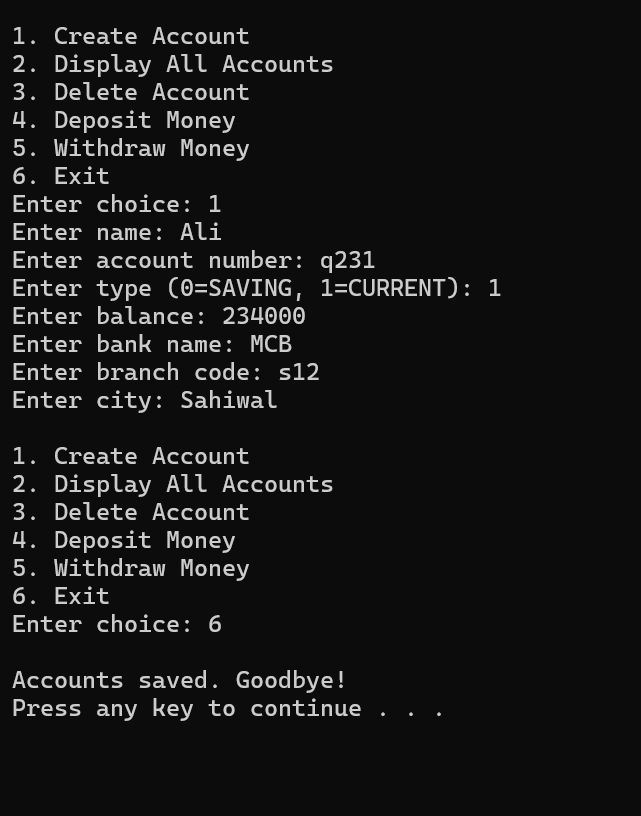 1. Create Account
2. Display All Accounts
3. Delete Account
4. Deposit Money
5. Withdraw Money
6. Exit
Enter choice: 1
Enter name: Ali
Enter account number: q231
Enter type (0=SAVING, 1=CURRENT): 1
Enter balance: 234000
Enter bank name: MCB
Enter branch code: s12
Enter city: Sahiwal
1. Create Account
2. Display All Accounts
3. Delete Account
4. Deposit Money
5. Withdraw Money
6. Exit
Enter choice: 6
Accounts saved. Goodbye!
Press any key to continue . . .